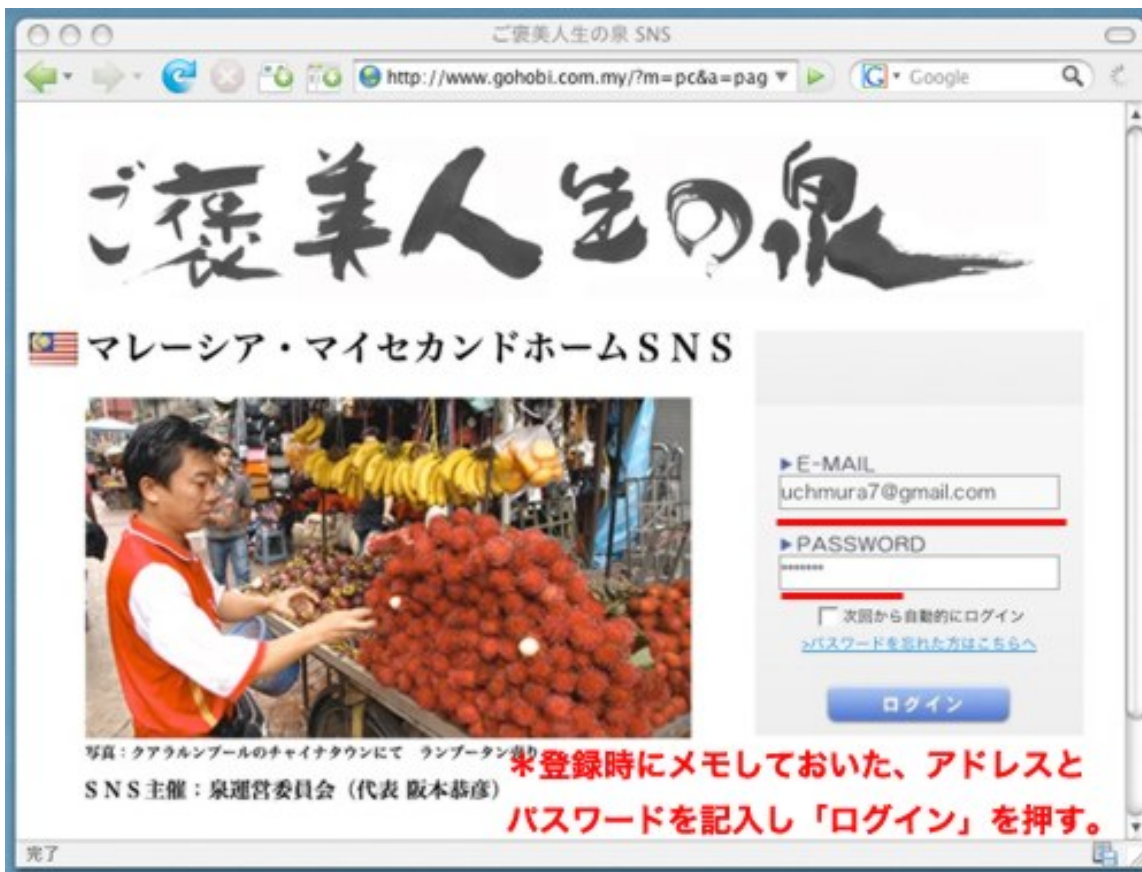 ご褒美人生の泉 SNS
http://www.gohobi.com.my/?m=pc&a=pag
Google
ご褒美人生の泉
マレーシア・マイセカンドホームＳＮＳ
E-MAIL
uchmura7@gmail.com
PASSWORD
*******
次回から自動的にログイン
>パスワードを忘れた方はこちらへ
ログイン
写真：クアラルンプールのチャイナタウンにて　ランブータン売り
ＳＮＳ主催：泉運営委員会（代表 阪本恭彦）
＊登録時にメモしておいた、アドレスと
パスワードを記入し「ログイン」を押す。
完了